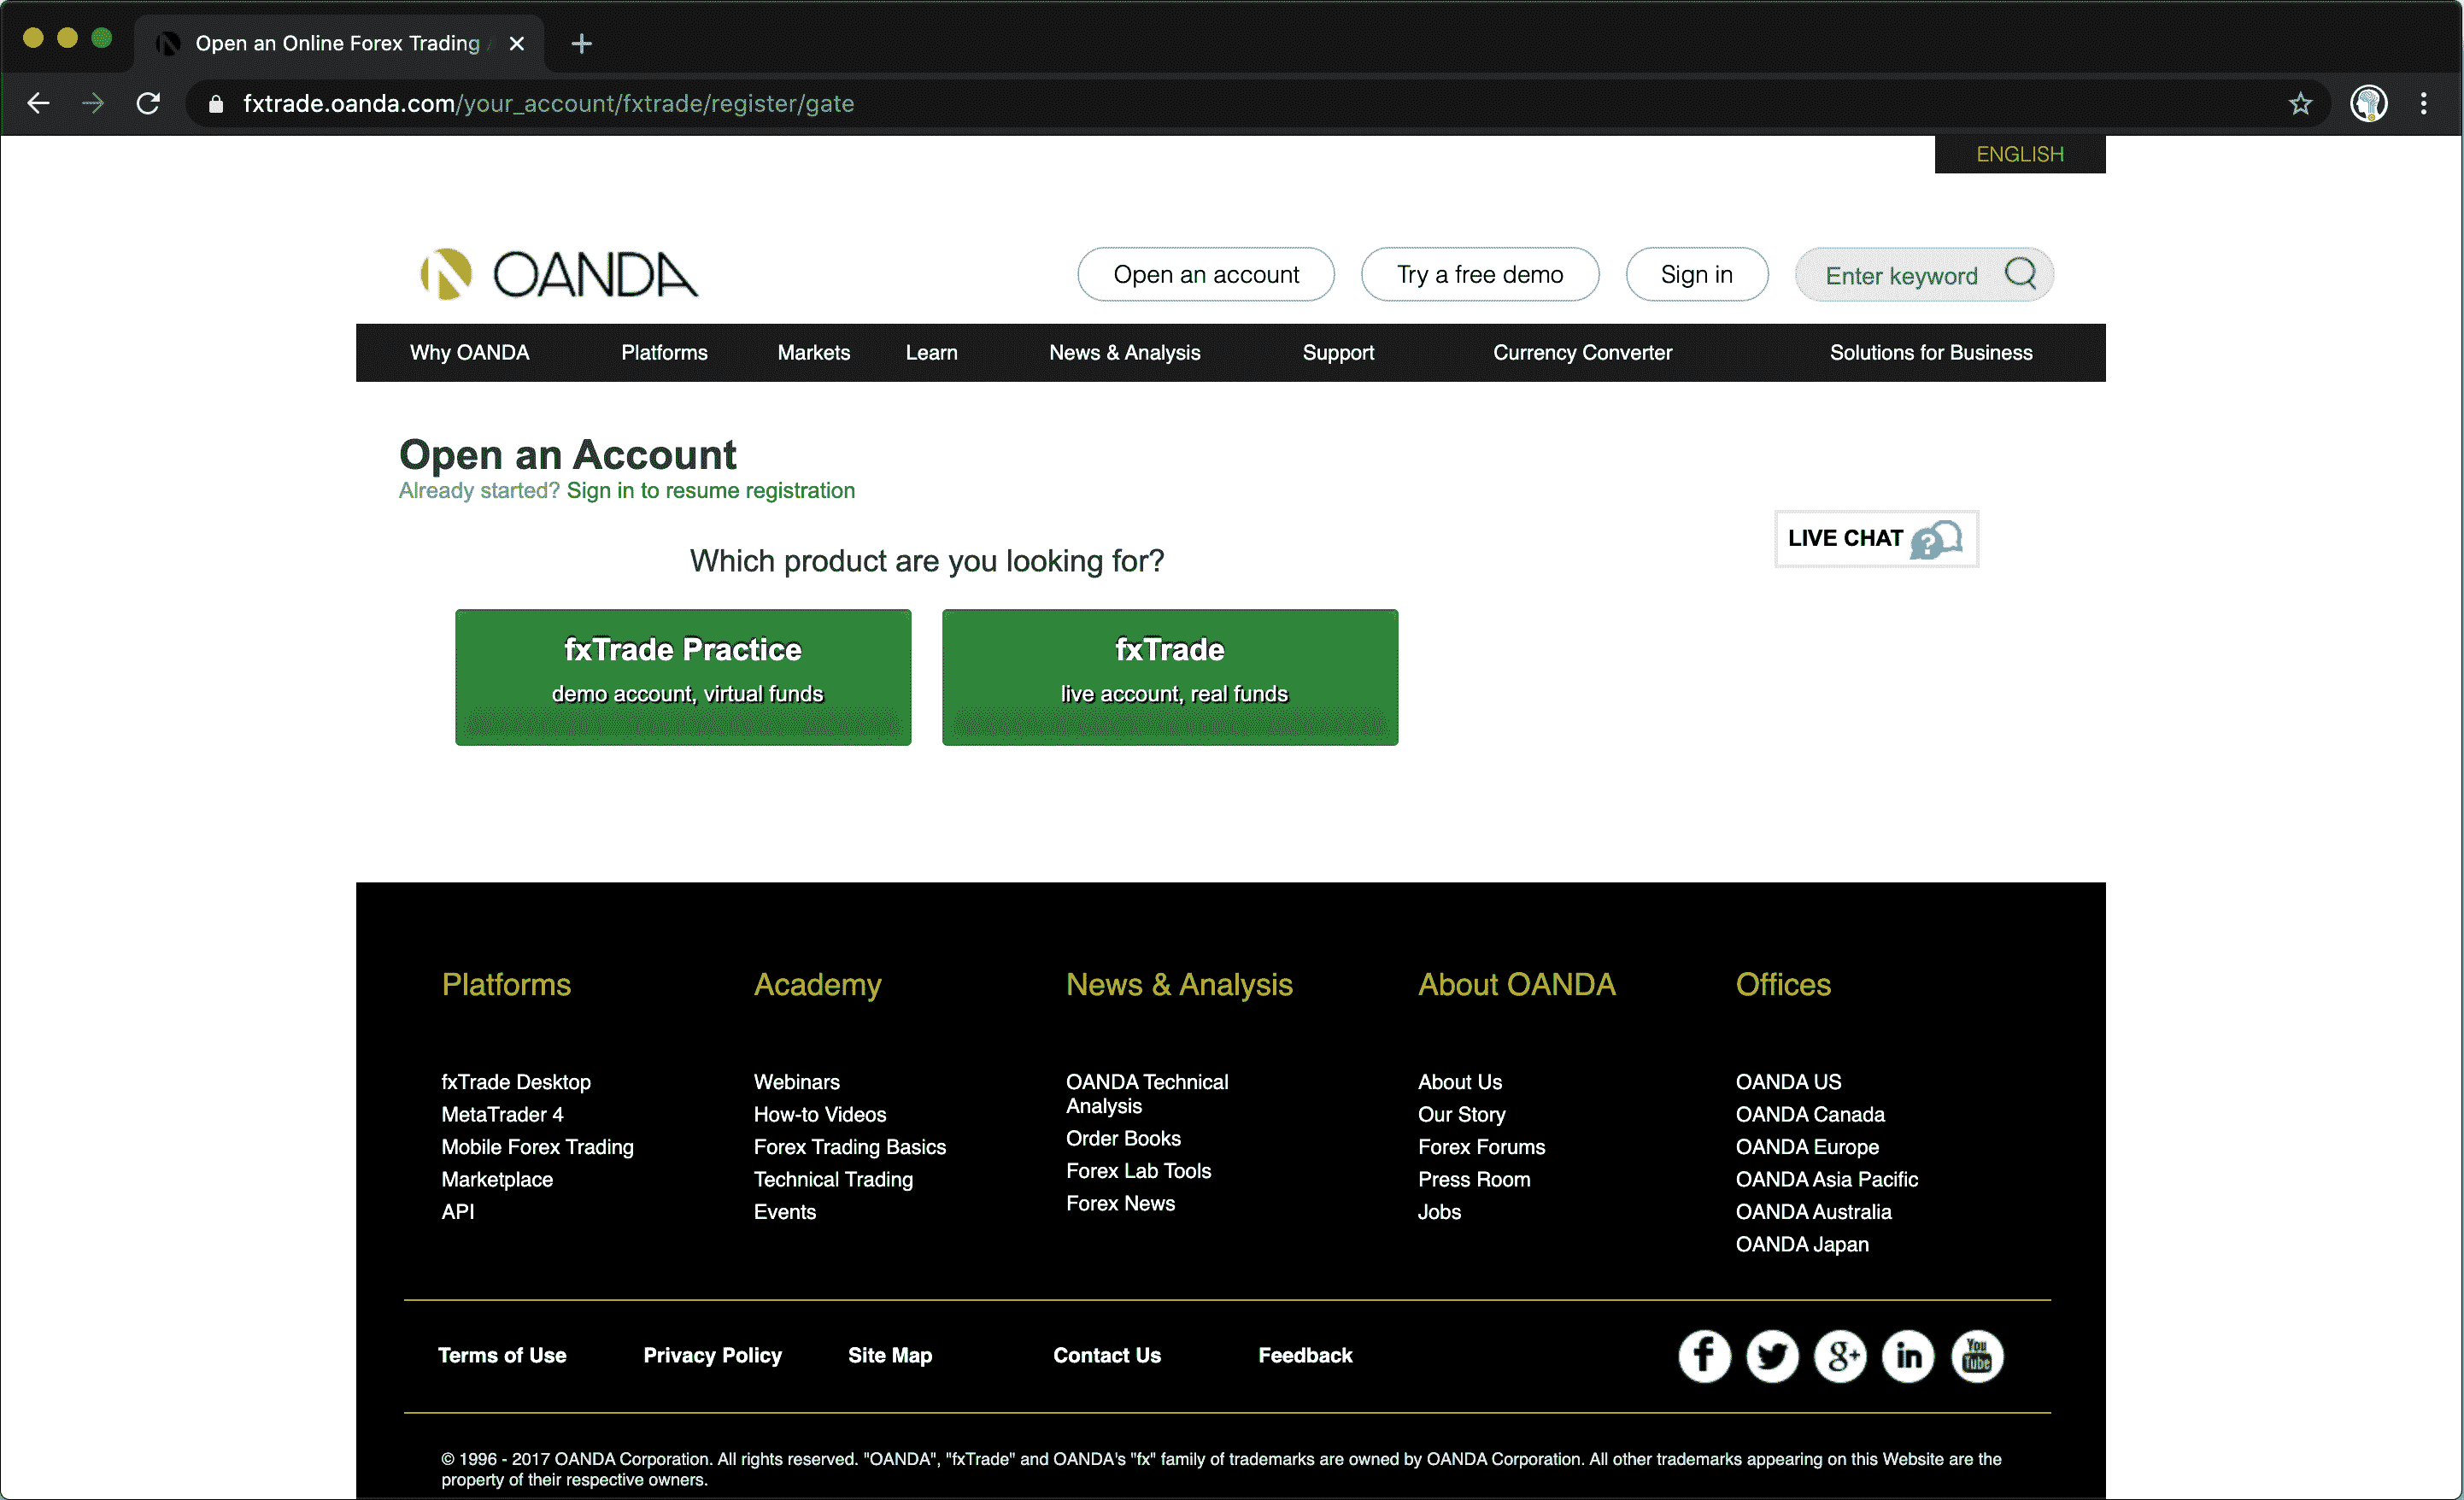 Open an Online Forex Trading
fxtrade.oanda.com/your_account/fxtrade/register/gate
ENGLISH
OANDA
Open an account
Try a free demo
Sign in
Enter keyword
Why OANDA
Platforms
Markets
Learn
News & Analysis
Support
Currency Converter
Solutions for Business
Open an Account
Already started? Sign in to resume registration
LIVE CHAT
?
Which product are you looking for?
fxTrade Practice
demo account, virtual funds
fxTrade
live account, real funds
Platforms
fxTrade Desktop
MetaTrader 4
Mobile Forex Trading
Marketplace
API
Academy
Webinars
How-to Videos
Forex Trading Basics
Technical Trading
Events
News & Analysis
OANDA Technical
Analysis
Order Books
Forex Lab Tools
Forex News
About OANDA
About Us
Our Story
Forex Forums
Press Room
Jobs
Offices
OANDA US
OANDA Canada
OANDA Europe
OANDA Asia Pacific
OANDA Australia
OANDA Japan
Terms of Use
Privacy Policy
Site Map
Contact Us
Feedback
f
g+
in
You
Tube
© 1996 - 2017 OANDA Corporation. All rights reserved. "OANDA", "fxTrade" and OANDA's "fx" family of trademarks are owned by OANDA Corporation. All other trademarks appearing on this Website are the
property of their respective owners.